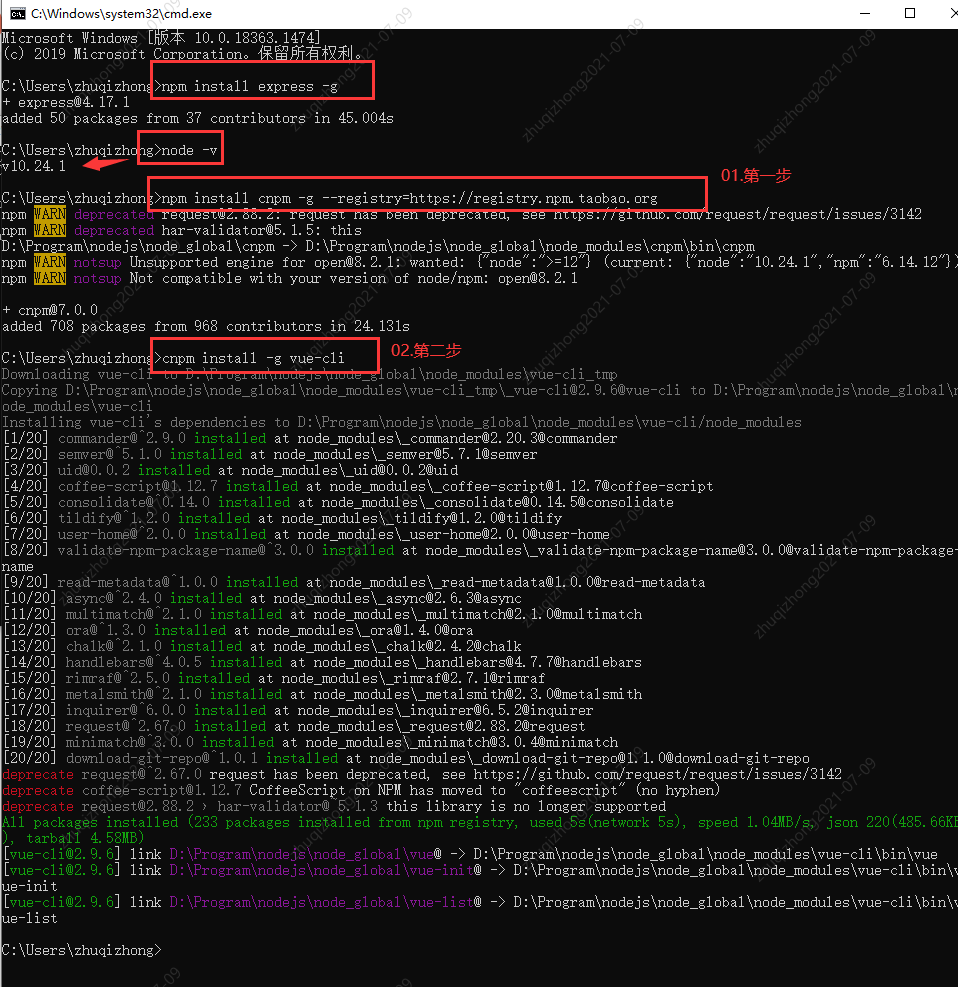 C:\Windows\system32\cmd.exe
Microsoft Windows [版本 10.0.18363.1474]
(c) 2019 Microsoft Corporation。保留所有权利。
C:\Users\zhuqizhong>npm install express -g
+ express@4.17.1
added 50 packages from 37 contributors in 45.004s
C:\Users\zhuqizhong>node -v
v10.24.1
01.第一步
C:\Users\zhuqizhong>npm install cnpm -g --registry=https://registry.npm.taobao.org
npm WARN deprecated request@2.88.2: request has been deprecated, see https://github.com/request/request/issues/3142
npm WARN deprecated har-validator@5.1.5: this
D:\Program\nodejs\node_global\cnpm -> D:\Program\nodejs\node_global\node_modules\cnpm\bin\cnpm
npm WARN notsup Unsupported engine for open@8.2.1: wanted: {"node":">=12"} (current: {"node":"10.24.1","npm":"6.14.12"})
npm WARN notsup Not compatible with your version of node/npm: open@8.2.1
+ cnpm@7.0.0
added 708 packages from 968 contributors in 24.131s
C:\Users\zhuqizhong>cnpm install -g vue-cli
02.第二步
Downloading vue-cli to D:\Program\nodejs\node_global\node_modules\vue-cli_tmp
Copying D:\Program\nodejs\node_global\node_modules\vue-cli_tmp\_vue-cli@2.9.6@vue-cli to D:\Program\nodejs\node_global\n
ode_modules\vue-cli
Installing vue-cli's dependencies to D:\Program\nodejs\node_global\node_modules\vue-cli/node_modules
[1/20] commander@^2.9.0 installed at node_modules\_commander@2.20.3@commander
[2/20] semver@^5.1.0 installed at node_modules\_semver@5.7.1@semver
[3/20] uid@0.0.2 installed at node_modules\_uid@0.0.2@uid
[4/20] coffee-script@1.12.7 installed at node_modules\_coffee-script@1.12.7@coffee-script
[5/20] consolidate@^0.14.0 installed at node_modules\_consolidate@0.14.5@consolidate
[6/20] tildify@^1.2.0 installed at node_modules\_tildify@1.2.0@tildify
[7/20] user-home@^2.0.0 installed at node_modules\_user-home@2.0.0@user-home
[8/20] validate-npm-package-name@^3.0.0 installed at node_modules\_validate-npm-package-name@3.0.0@validate-npm-package-
name
[9/20] read-metadata@^1.0.0 installed at node_modules\_read-metadata@1.0.0@read-metadata
[10/20] async@^2.4.0 installed at node_modules\_async@2.6.3@async
[11/20] multimatch@^2.1.0 installed at node_modules\_multimatch@2.1.0@multimatch
[12/20] ora@^1.3.0 installed at node_modules\_ora@1.4.0@ora
[13/20] chalk@^2.1.0 installed at node_modules\_chalk@2.4.2@chalk
[14/20] handlebars@^4.0.5 installed at node_modules\_handlebars@4.7.7@handlebars
[15/20] rimraf@^2.5.0 installed at node_modules\_rimraf@2.7.1@rimraf
[16/20] metalsmith@^2.1.0 installed at node_modules\_metalsmith@2.3.0@metalsmith
[17/20] inquirer@^6.0.0 installed at node_modules\_inquirer@6.5.2@inquirer
[18/20] request@^2.67.0 installed at node_modules\_request@2.88.2@request
[19/20] minimatch@^3.0.0 installed at node_modules\_minimatch@3.0.4@minimatch
[20/20] download-git-repo@^1.0.1 installed at node_modules\_download-git-repo@1.1.0@download-git-repo
deprecate request@^2.67.0 request has been deprecated, see https://github.com/request/request/issues/3142
deprecate coffee-script@1.12.7 CoffeeScript on NPM has moved to "coffeescript" (no hyphen)
deprecate request@2.88.2 › har-validator@~5.1.3 this library is no longer supported
All packages installed (233 packages installed from npm registry, used 5s(network 5s), speed 1.04MB/s, json 220(485.66KB
), tarball 4.58MB)
[vue-cli@2.9.6] link D:\Program\nodejs\node_global\vue@ -> D:\Program\nodejs\node_global\node_modules\vue-cli\bin\vue
[vue-cli@2.9.6] link D:\Program\nodejs\node_global\vue-init@ -> D:\Program\nodejs\node_global\node_modules\vue-cli\bin\v
ue-init
[vue-cli@2.9.6] link D:\Program\nodejs\node_global\vue-list@ -> D:\Program\nodejs\node_global\node_modules\vue-cli\bin\v
ue-list
C:\Users\zhuqizhong>
zhuqizhong2021-07-09